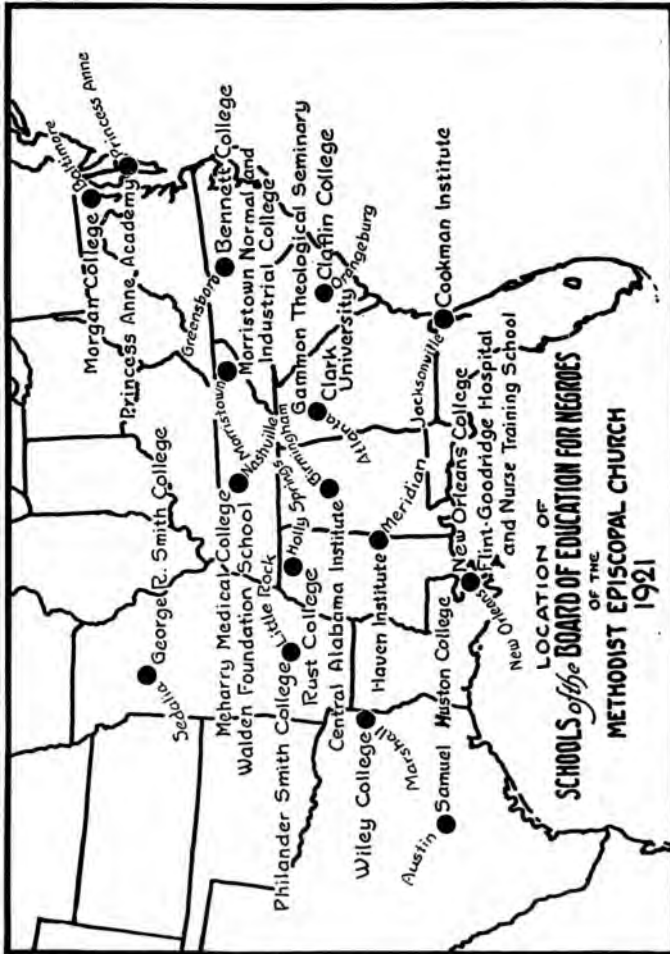 Baltimore
Morgan College
Princess Anne
Princess Anne Academy
George R. Smith College
Sedalia
Greensboro
Bennett College
Morristown
Morristown Normal and
Industrial College
Nashville
Meharry Medical College
Walden Foundation School
Gammon Theological Seminary
Clark
University
Atlanta
Claflin College
Orangeburg
Little Rock
Philander Smith College
Holly Springs
Rust College
Birmingham
Central Alabama Institute
Meridian
Haven Institute
Marshall
Wiley College
Jacksonville
Cookman Institute
Austin
Samuel Huston College
New Orleans
New Orleans College
Flint-Goodridge Hospital
and Nurse Training School
LOCATION OF
SCHOOLS of the BOARD OF EDUCATION FOR NEGROES
OF THE
METHODIST EPISCOPAL CHURCH
1921